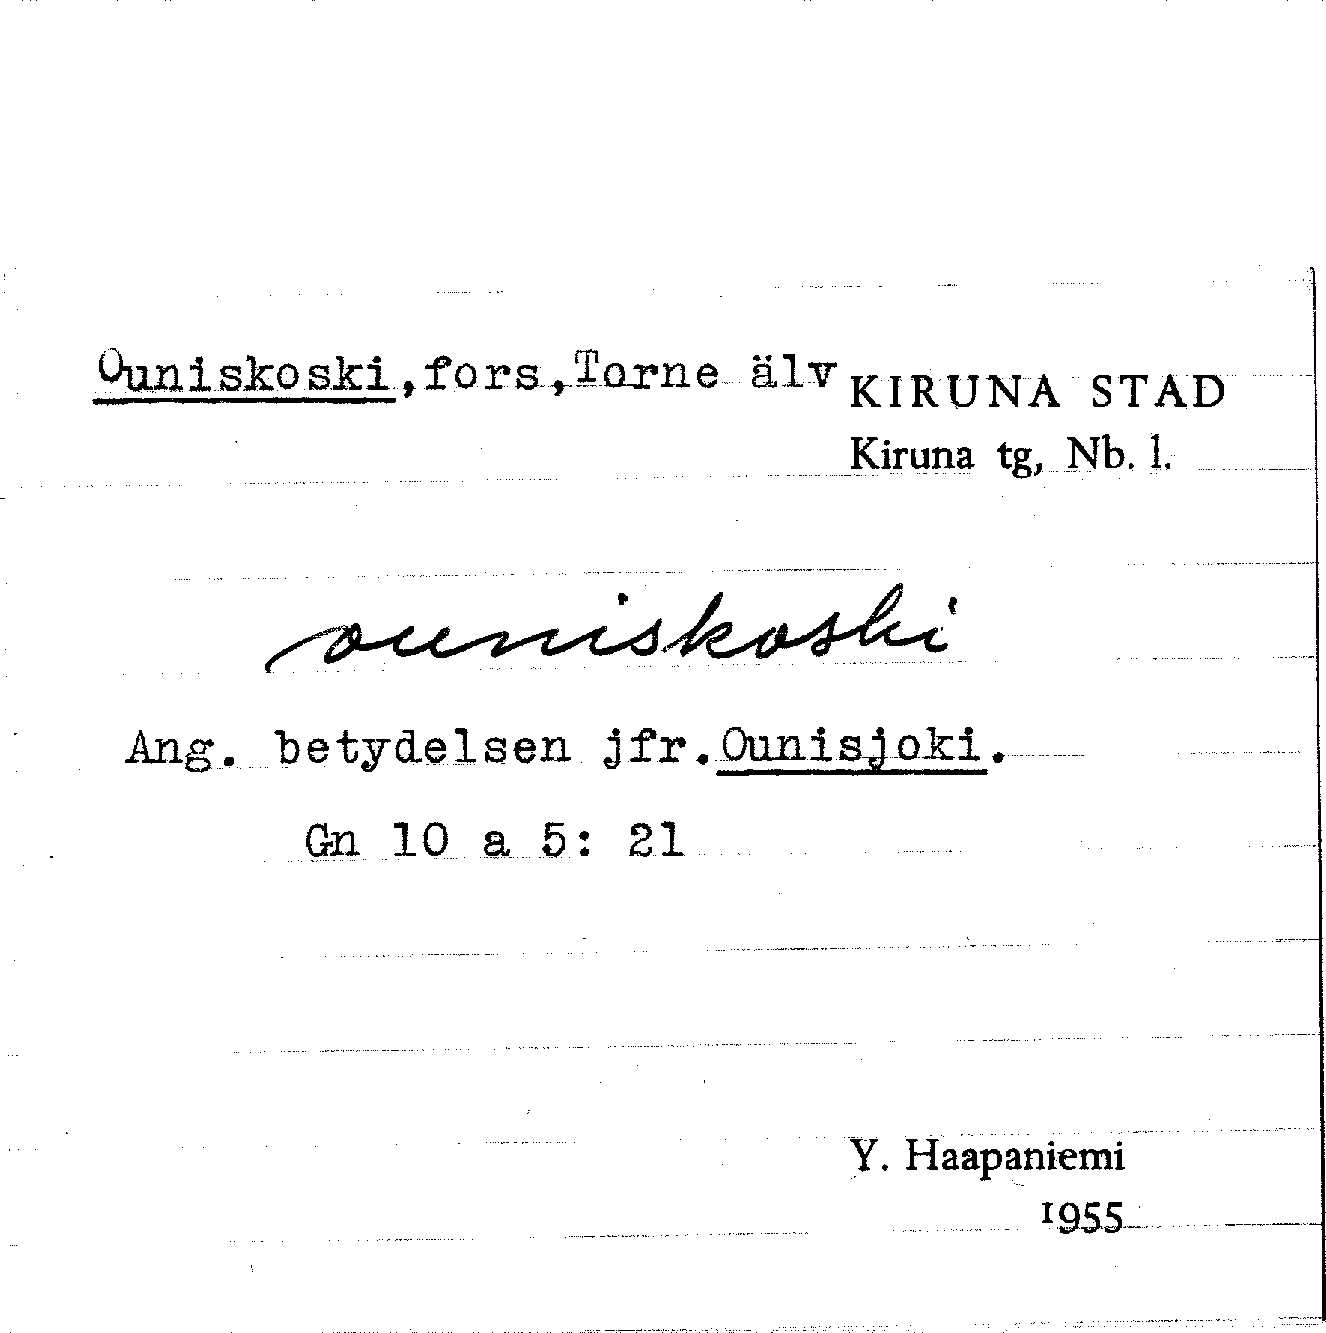 Ouniskoski,fors,Torne älv KIRUNA STAD
Kiruna tg, Nb. l.
ouniskoski
Ang. betydelsen jfr.Ounisjoki.
Gn 10 a 5: 21
Y. Haapaniemi
1955